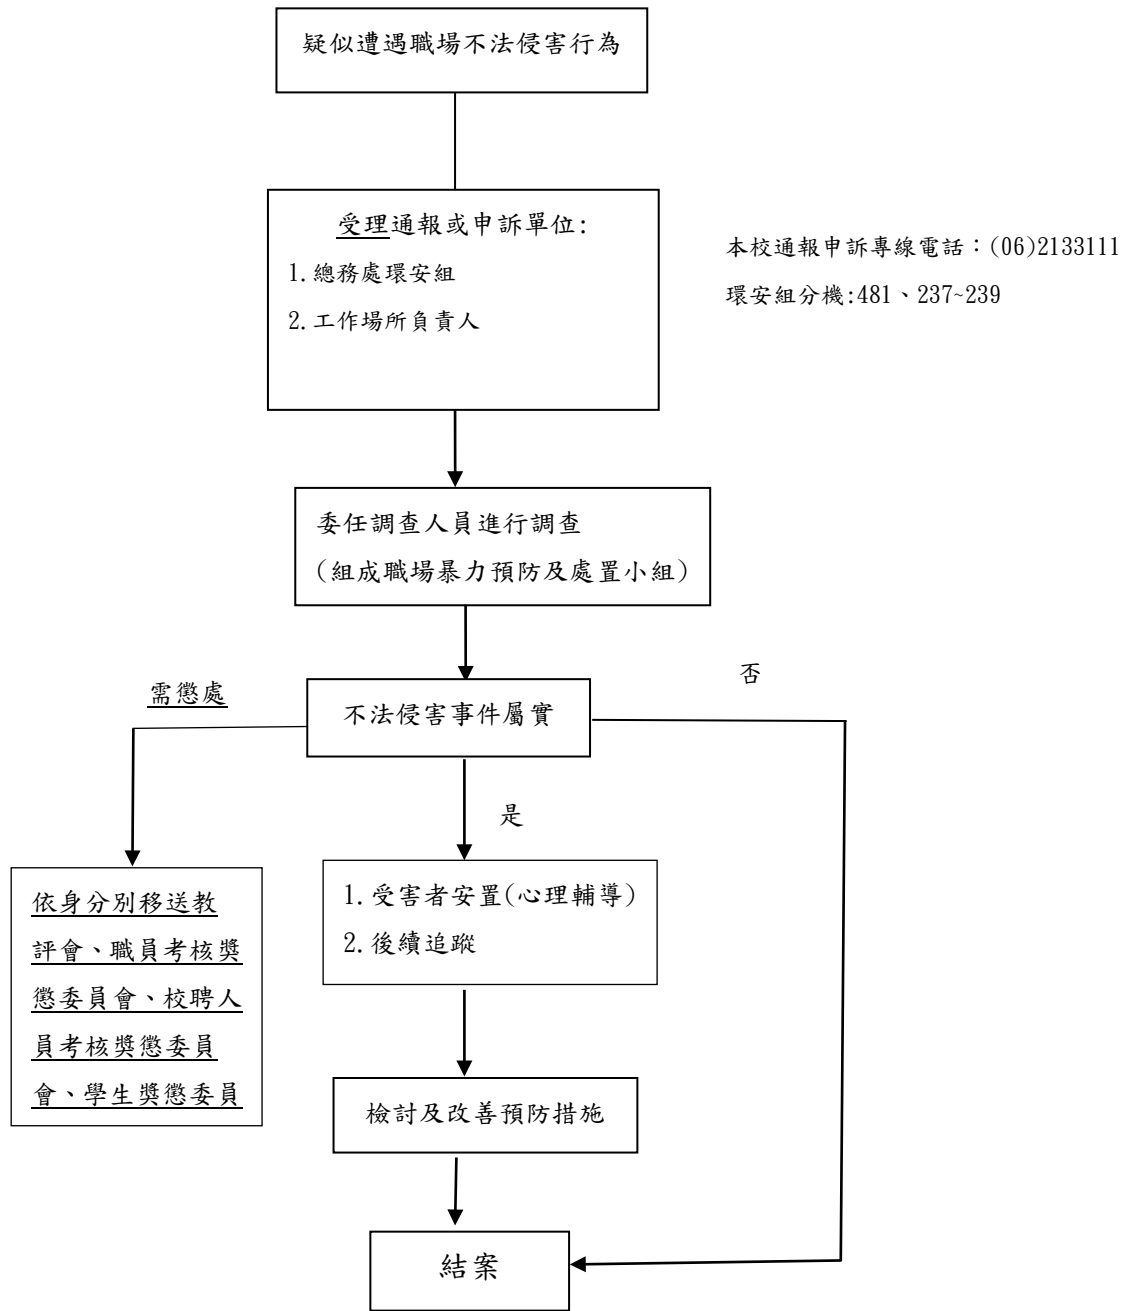 疑似遭遇職場不法侵害行為
受理通報或申訴單位:
1.總務處環安組
2.工作場所負責人
本校通報申訴專線電話：(06)2133111
環安組分機:481、237~239
委任調查人員進行調查
(組成職場暴力預防及處置小組)
需懲處
不法侵害事件屬實
否
是
依身分別移送教
評會、職員考核獎
懲委員會、校聘人
員考核獎懲委員
會、學生獎懲委員
1.受害者安置(心理輔導)
2.後續追蹤
檢討及改善預防措施
結案